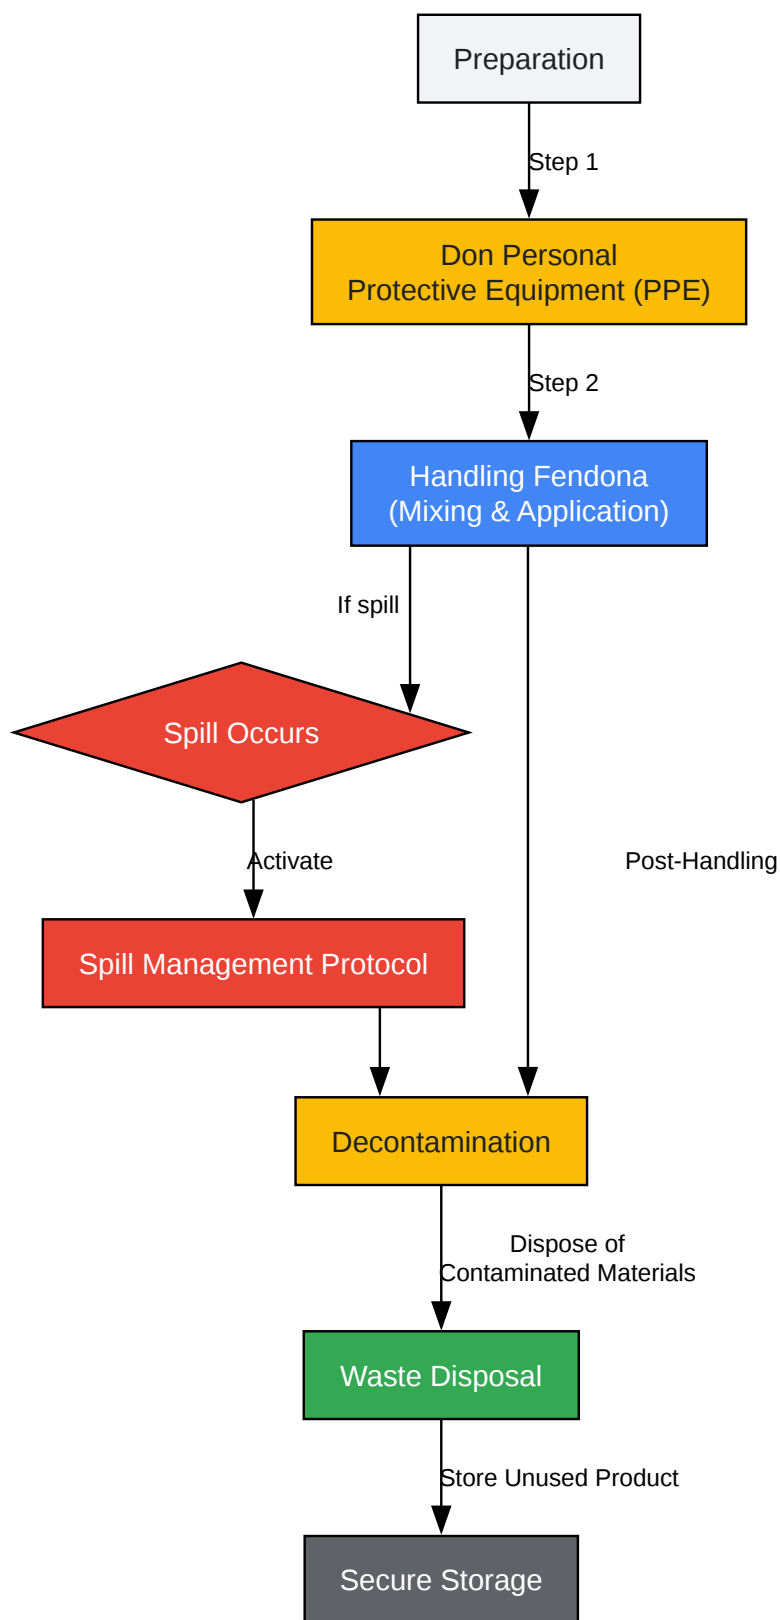 Preparation
Step 1
Don Personal
Protective Equipment (PPE)
Step 2
Handling Fendona
(Mixing & Application)
If spill
Spill Occurs
Activate
Post-Handling
Spill Management Protocol
Decontamination
Dispose of
Contaminated Materials
Waste Disposal
Store Unused Product
Secure Storage